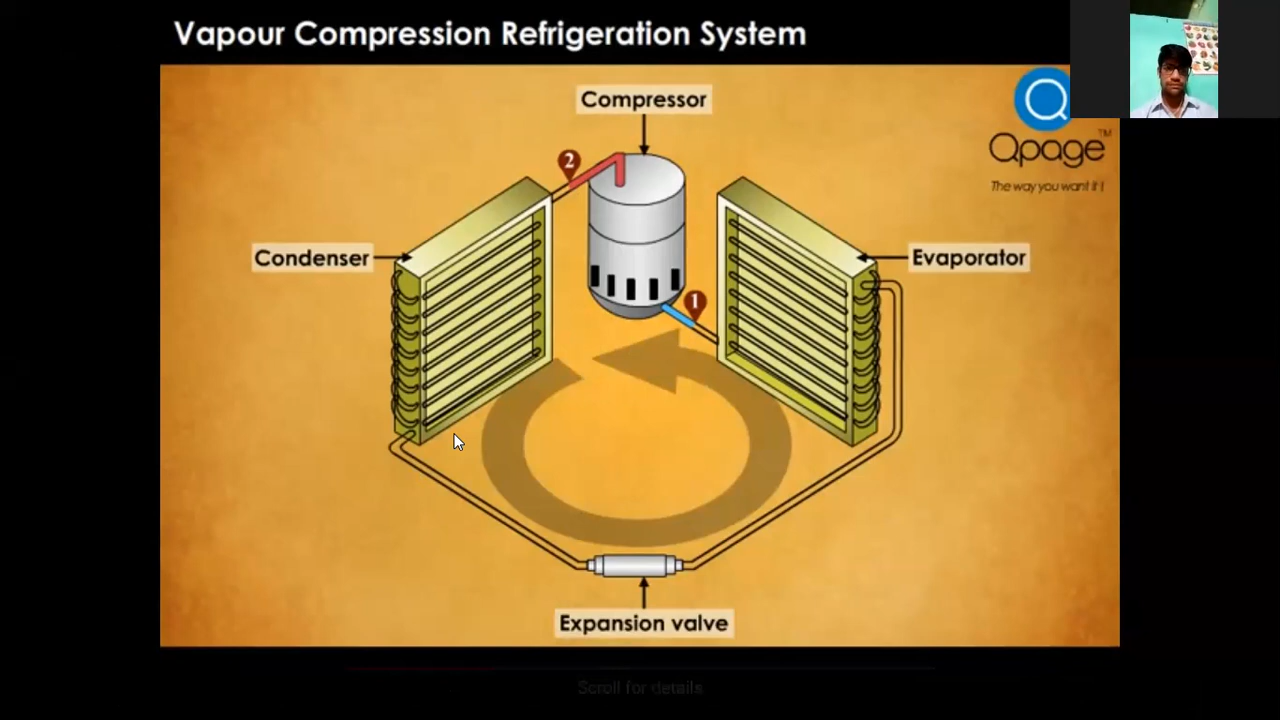 Vapour Compression Refrigeration System
Compressor
2
Qpage™
The way you want it !
Condenser
Evaporator
1
Expansion valve
Scroll for details